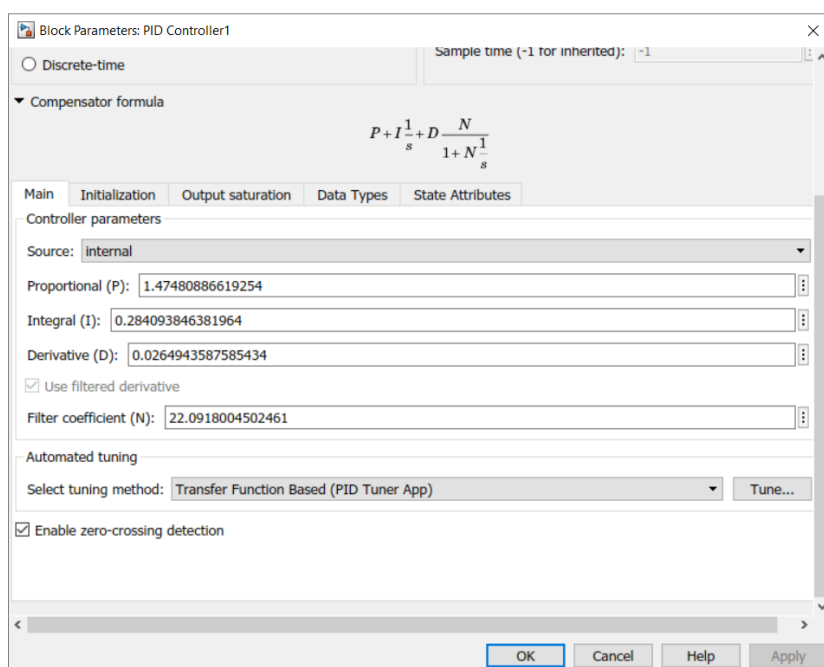 Block Parameters: PID Controller1
Sample time (-1 for inherited): -1
Discrete-time
Compensator formula
P + I 1/s + D N/(1 + N 1/s)
Main Initialization Output saturation Data Types State Attributes
Controller parameters
Source: internal
Proportional (P): 1.47480886619254
Integral (I): 0.284093846381964
Derivative (D): 0.0264943587585434
Use filtered derivative
Filter coefficient (N): 22.0918004502461
Automated tuning
Select tuning method: Transfer Function Based (PID Tuner App) Tune...
Enable zero-crossing detection
OK Cancel Help Apply